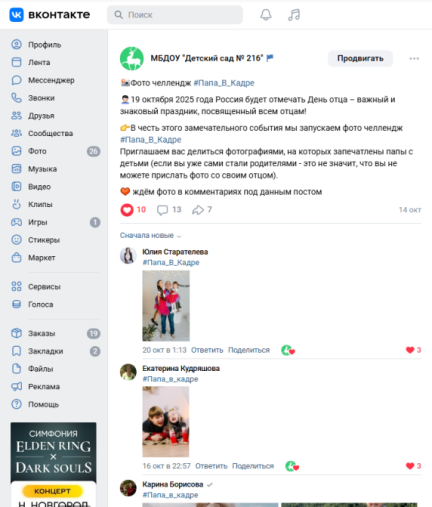 вконтакте
Поиск
Профиль
Лента
Мессенджер
Звонки
Друзья
Сообщества
Фото 26
Музыка
Видео
Клипы
Игры 1
Стикеры
Маркет
Сервисы
Голоса
Заказы 19
Закладки 2
Файлы
Реклама
Помощь
СИМФОНИЯ
ELDEN RING
×
DARK SOULS
КОНЦЕРТ
Н. НОВГОРОД
МБДОУ "Детский сад № 216"
Продвигать
Фото челлендж #Папа_В_Кадре
19 октября 2025 года Россия будет отмечать День отца – важный и
знаковый праздник, посвященный всем отцам!
В честь этого замечательного события мы запускаем фото челлендж
#Папа_В_Кадре
Приглашаем вас делиться фотографиями, на которых запечатлены папы с
детьми (если вы уже сами стали родителями - это не значит, что вы не
можете прислать фото со своим отцом).
ждём фото в комментариях под данным постом
10 13 7 14 окт
Сначала новые
Юлия Старателева
#Папа_В_Кадре
20 окт в 1:13 Ответить Поделиться 3
Екатерина Кудряшова
#Папа_в_кадре
16 окт в 22:57 Ответить Поделиться 3
Карина Борисова
#Папа_в_кадре